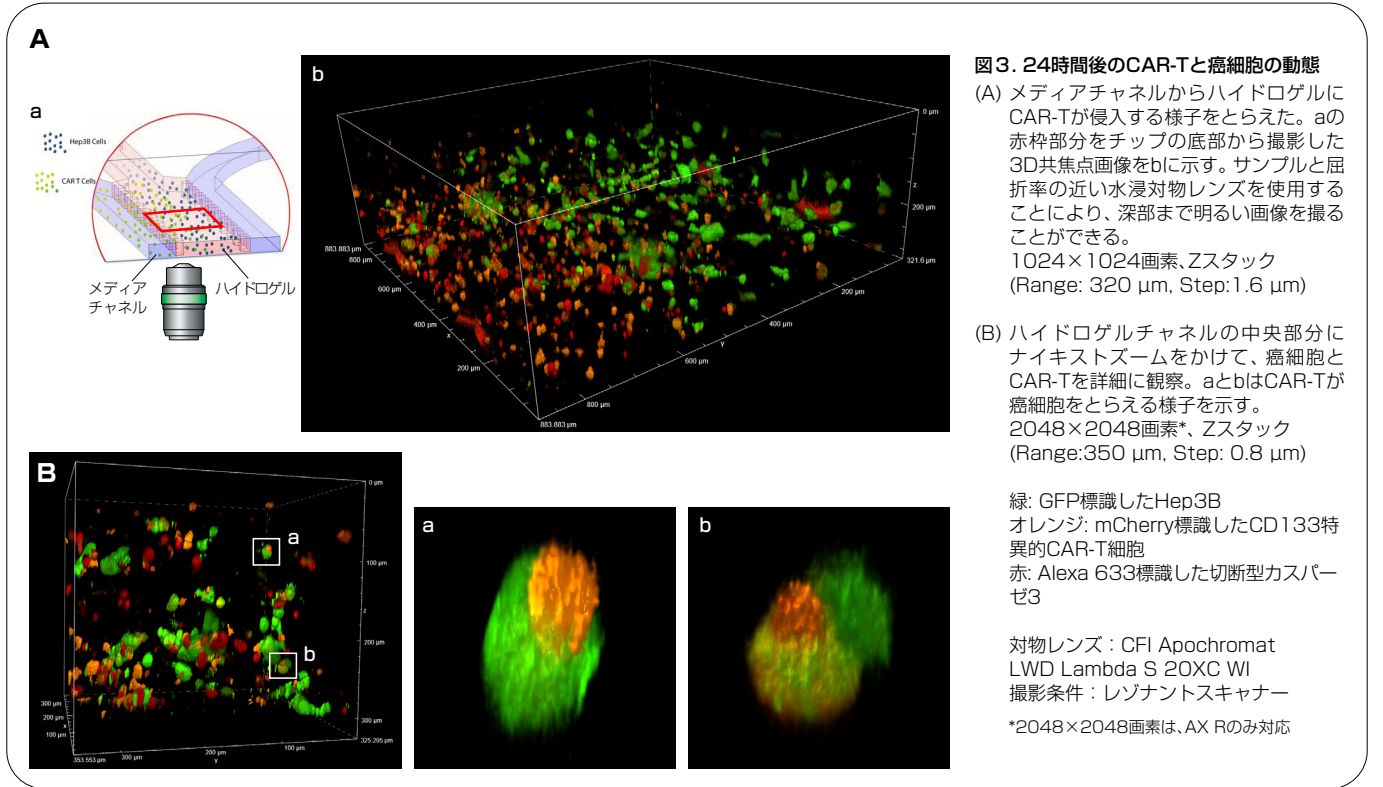 A
a
Hep3B Cells
CAR T Cells
メディア
チャネル
ハイドロゲル
b
0 µm
z
200 µm
321.6 µm
883.883 µm
800 µm
600 µm
400 µm
x
200 µm
200 µm
400 µm
y
600 µm
800 µm
883.883 µm
B
0 µm
a
100 µm
z
200 µm
b
300 µm
325.295 µm
300 µm
200 µm
x
100 µm
353.553 µm
300 µm
200 µm
y
100 µm
a
b
図3. 24時間後のCAR-Tと癌細胞の動態
(A) メディアチャネルからハイドロゲルに
CAR-Tが侵入する様子をとらえた。aの
赤枠部分をチップの底部から撮影した
3D共焦点画像をbに示す。サンプルと屈
折率の近い水浸対物レンズを使用する
ことにより、深部まで明るい画像を撮る
ことができる。
1024×1024画素、Zスタック
(Range: 320 µm, Step:1.6 µm)
(B) ハイドロゲルチャネルの中央部分に
ナイキストズームをかけて、癌細胞と
CAR-Tを詳細に観察。aとbはCAR-Tが
癌細胞をとらえる様子を示す。
2048×2048画素*、Zスタック
(Range:350 µm, Step: 0.8 µm)
緑: GFP標識したHep3B
オレンジ: mCherry標識したCD133特
異的CAR-T細胞
赤: Alexa 633標識した切断型カスパー
ゼ3
対物レンズ：CFI Apochromat
LWD Lambda S 20XC WI
撮影条件：レゾナントスキャナー
*2048×2048画素は、AX Rのみ対応